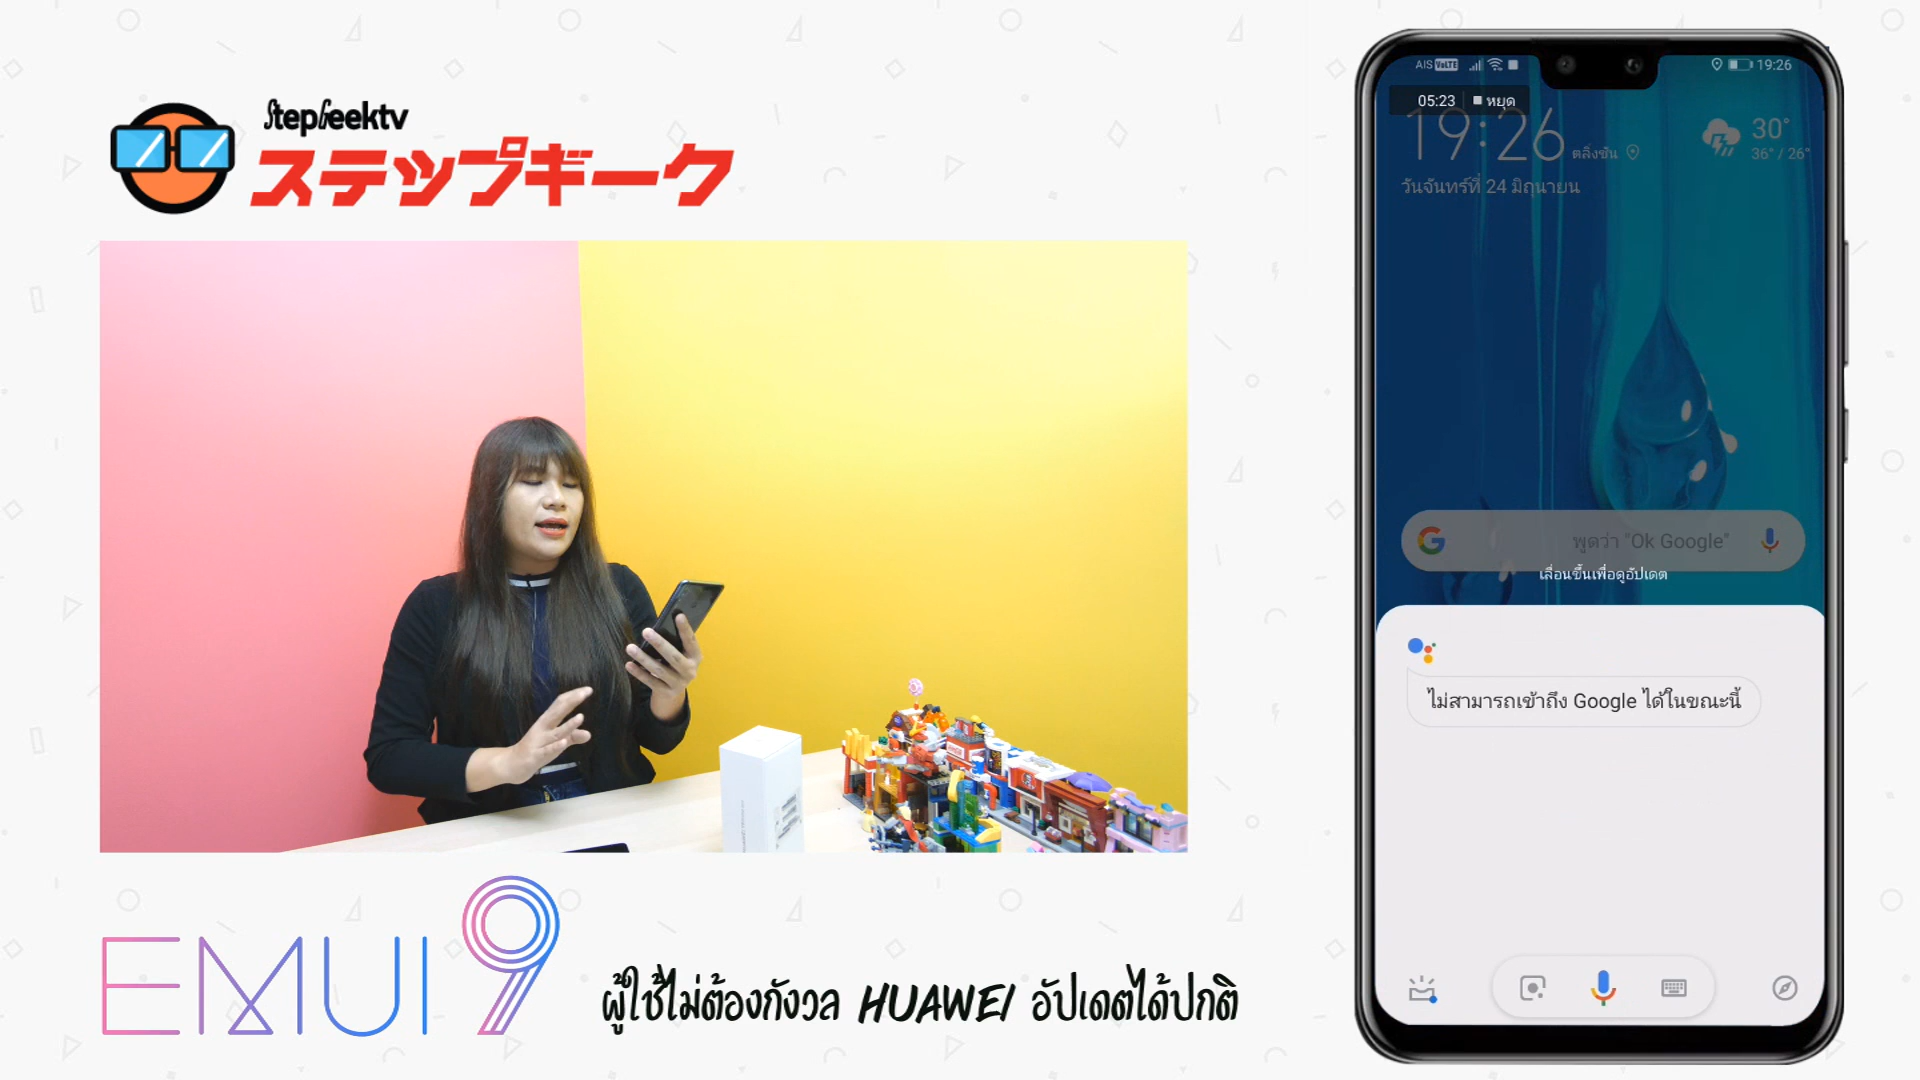 StepGeektv
ステップギーク
EMUI 9
ผู้ใช้ไม่ต้องกังวล HUAWEI อัปเดตได้ปกติ
AIS VoLTE 19:26
05:23 หยุด
19:26 ตลิ่งชัน 30°
36° / 26°
วันจันทร์ที่ 24 มิถุนายน
พูดว่า "Ok Google"
เลื่อนขึ้นเพื่อดูอัปเดต
ไม่สามารถเข้าถึง Google ได้ในขณะนี้